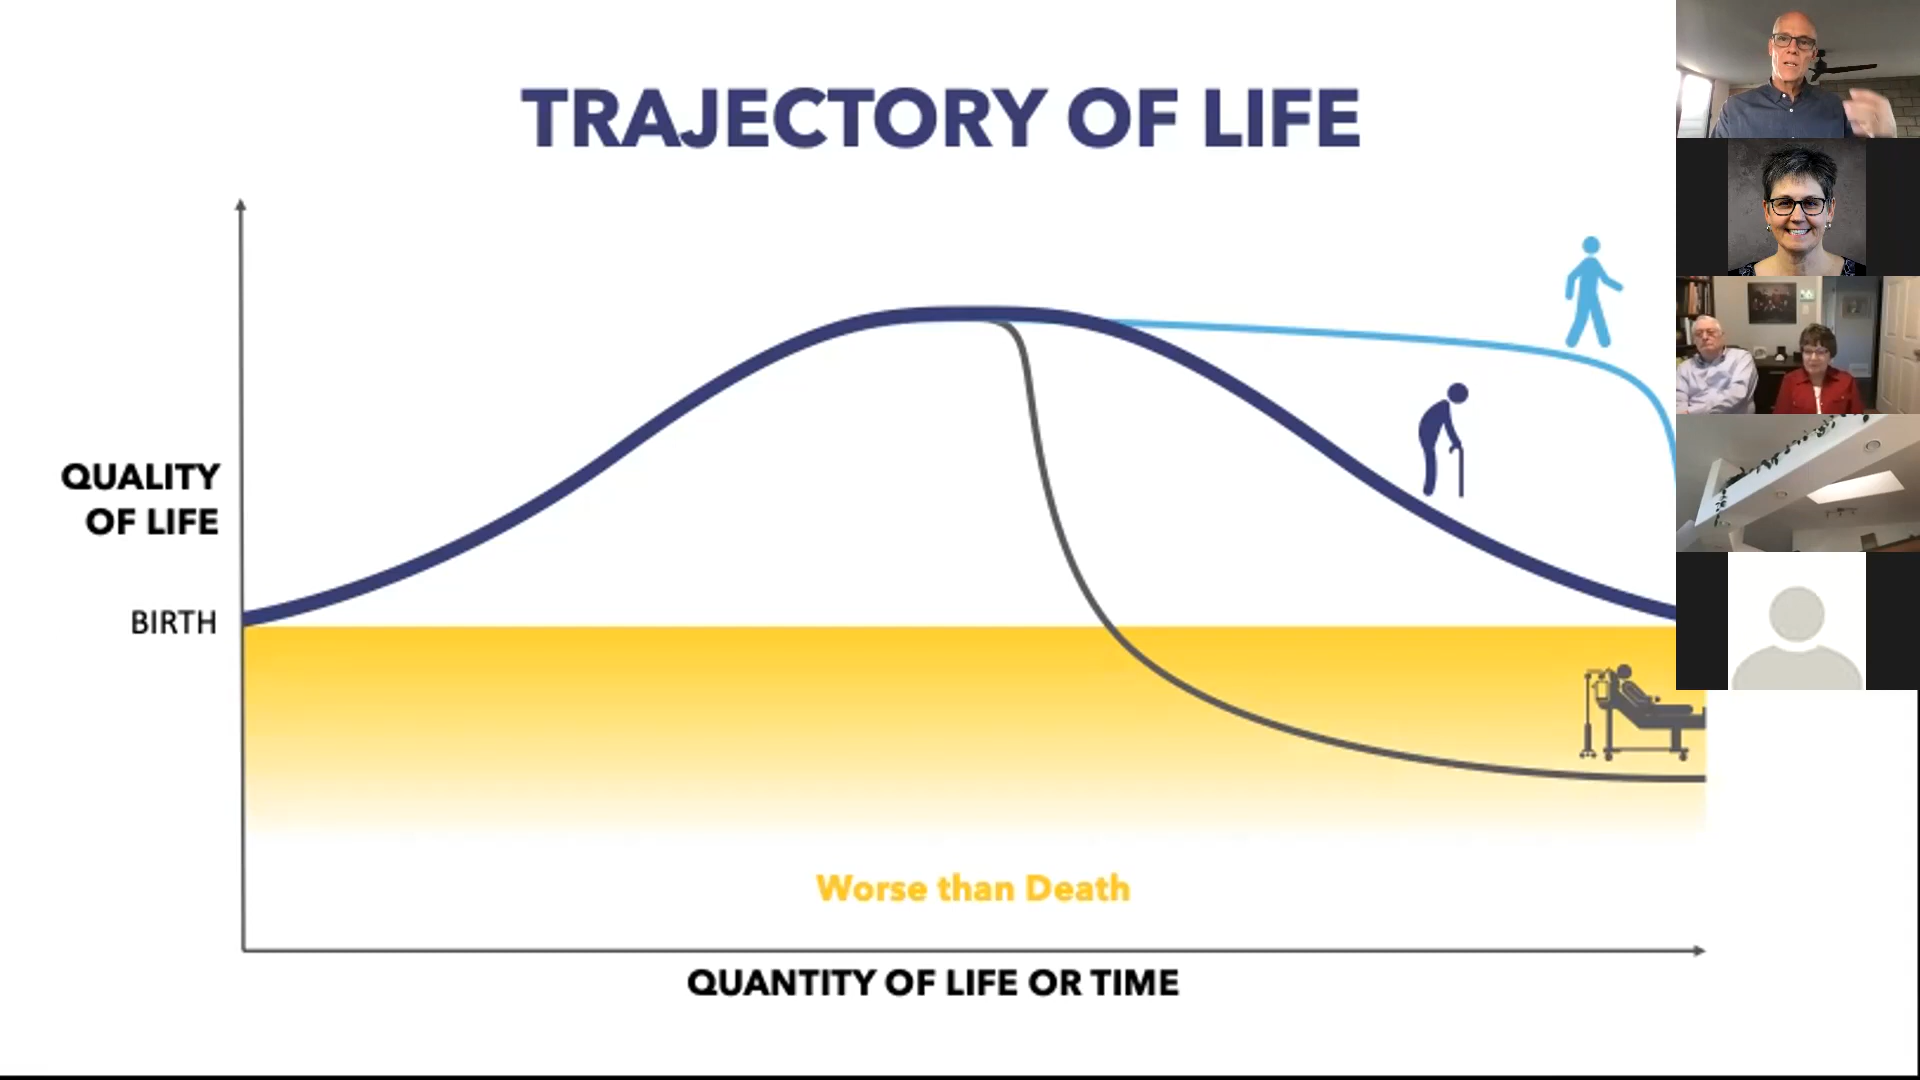 TRAJECTORY OF LIFE
QUALITY
OF LIFE
BIRTH
Worse than Death
QUANTITY OF LIFE OR TIME